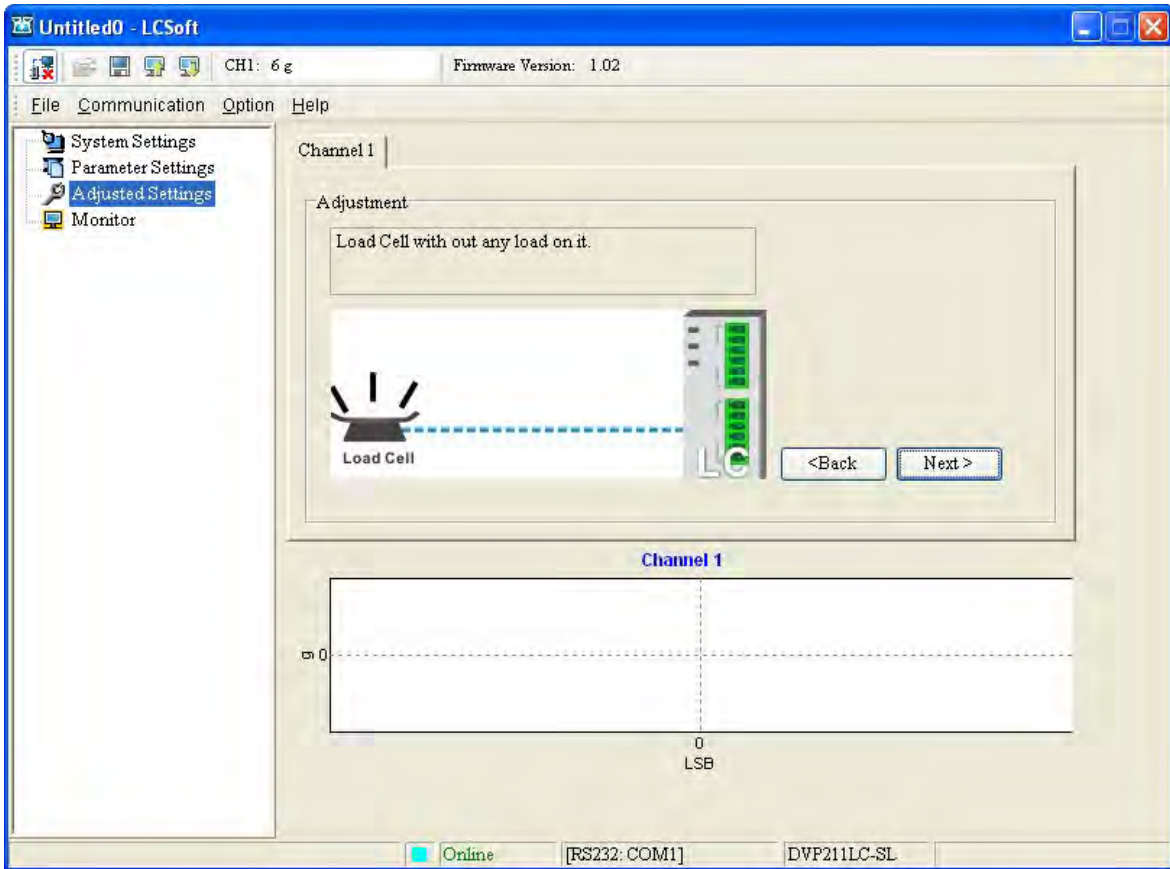 Untitled0 - LCSoft
CH1: 6 g
Firmware Version: 1.02
File Communication Option Help
System Settings
Parameter Settings
Adjusted Settings
Monitor
Channel 1
Adjustment
Load Cell with out any load on it.
Load Cell
LC
<Back
Next >
Channel 1
g 0
0
LSB
Online
[RS232: COM1]
DVP211LC-SL